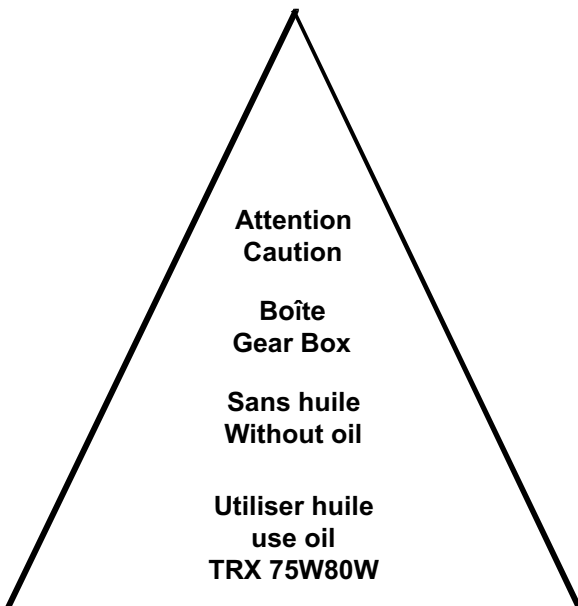 Attention
Caution
Boîte
Gear Box
Sans huile
Without oil
Utiliser huile
use oil
TRX 75W80W